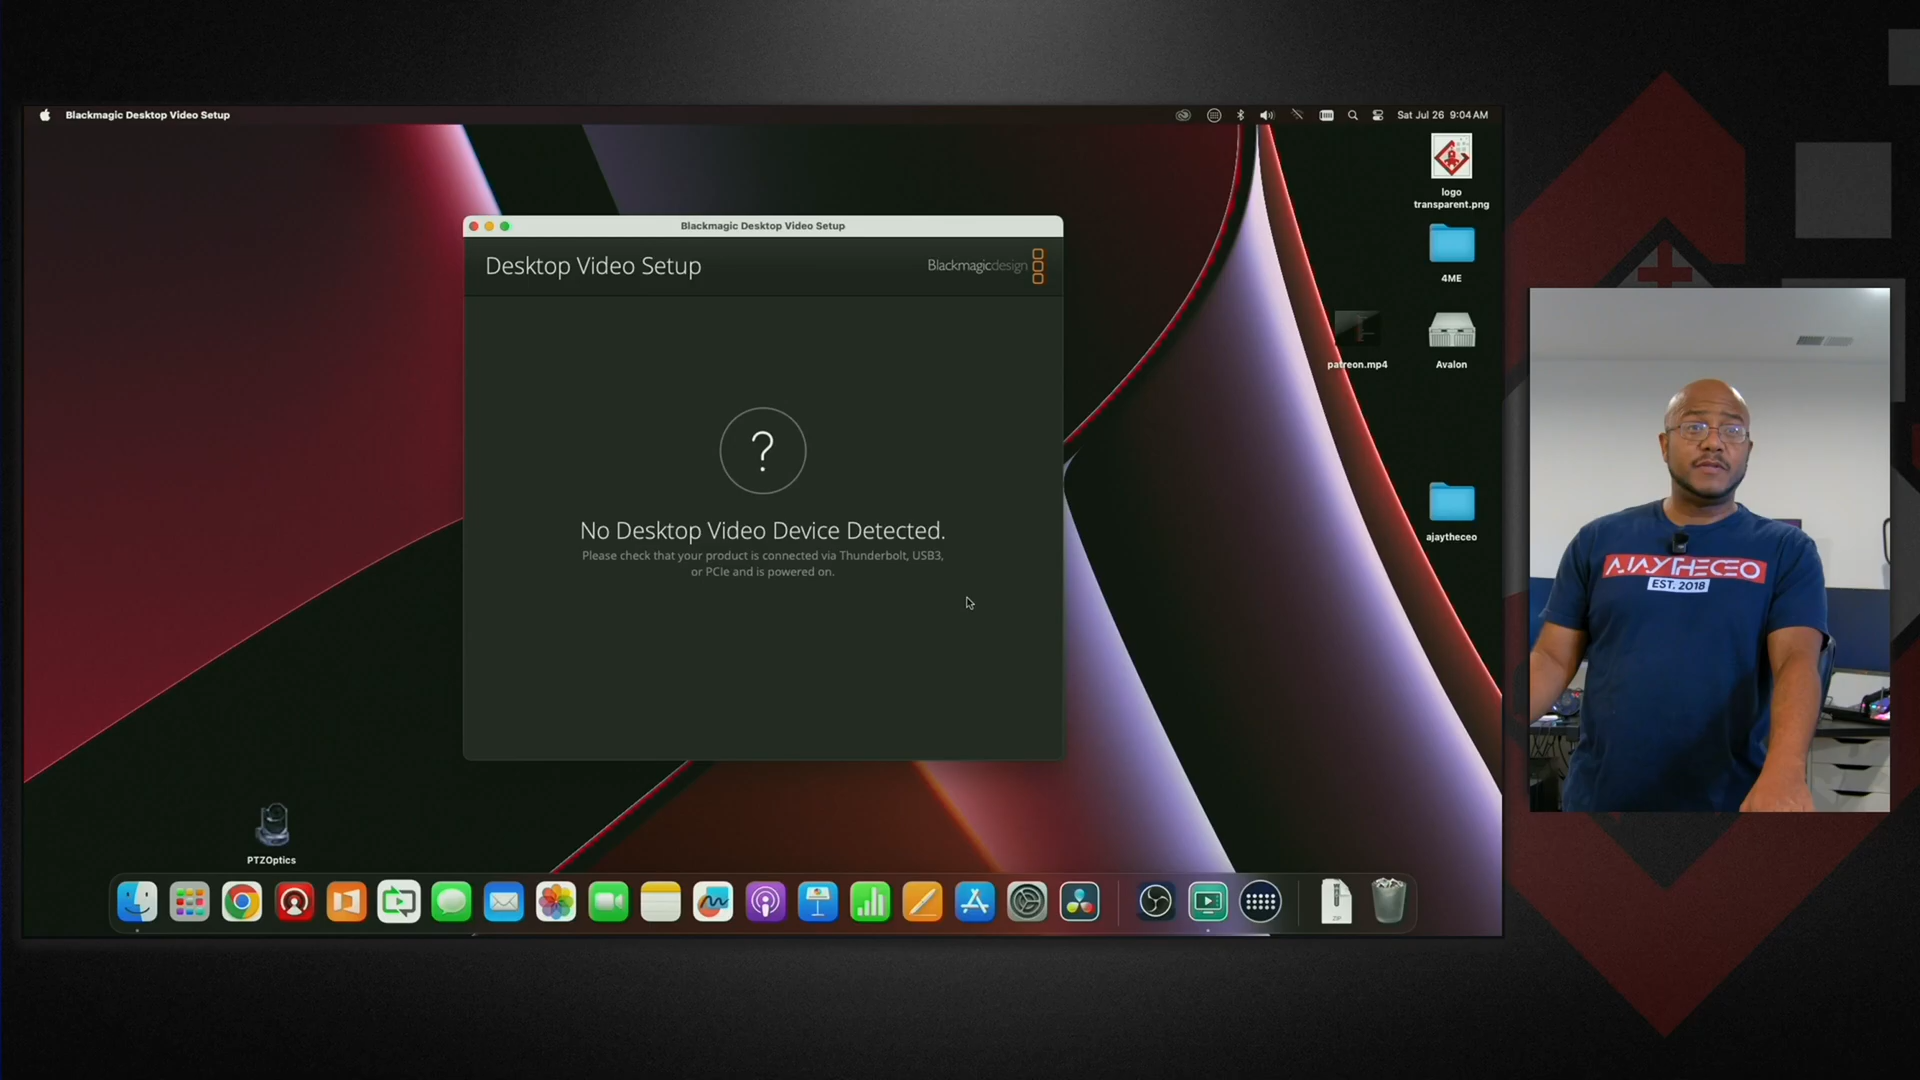 Blackmagic Desktop Video Setup
Sat Jul 26 9:04 AM
logo
transparent.png
4ME
patreon.mp4
Avalon
ajaytheceo
PTZOptics
Blackmagic Desktop Video Setup
Desktop Video Setup
Blackmagicdesign
?
No Desktop Video Device Detected.
Please check that your product is connected via Thunderbolt, USB3,
or PCIe and is powered on.
ZIP
AJAYTHECEO
EST. 2018